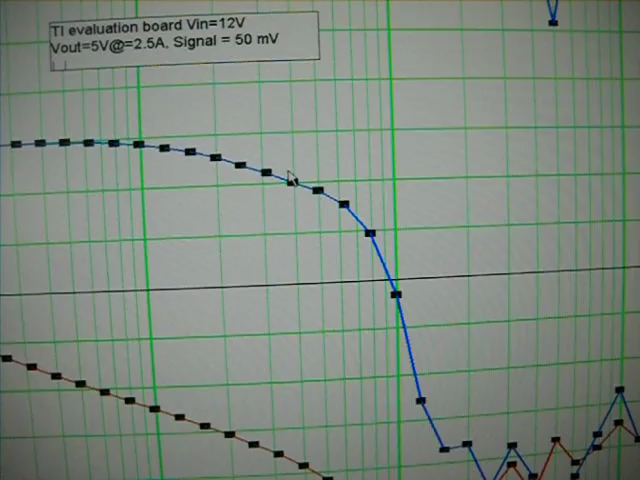 TI evaluation board Vin=12V
Vout=5V@=2.5A, Signal = 50 mV